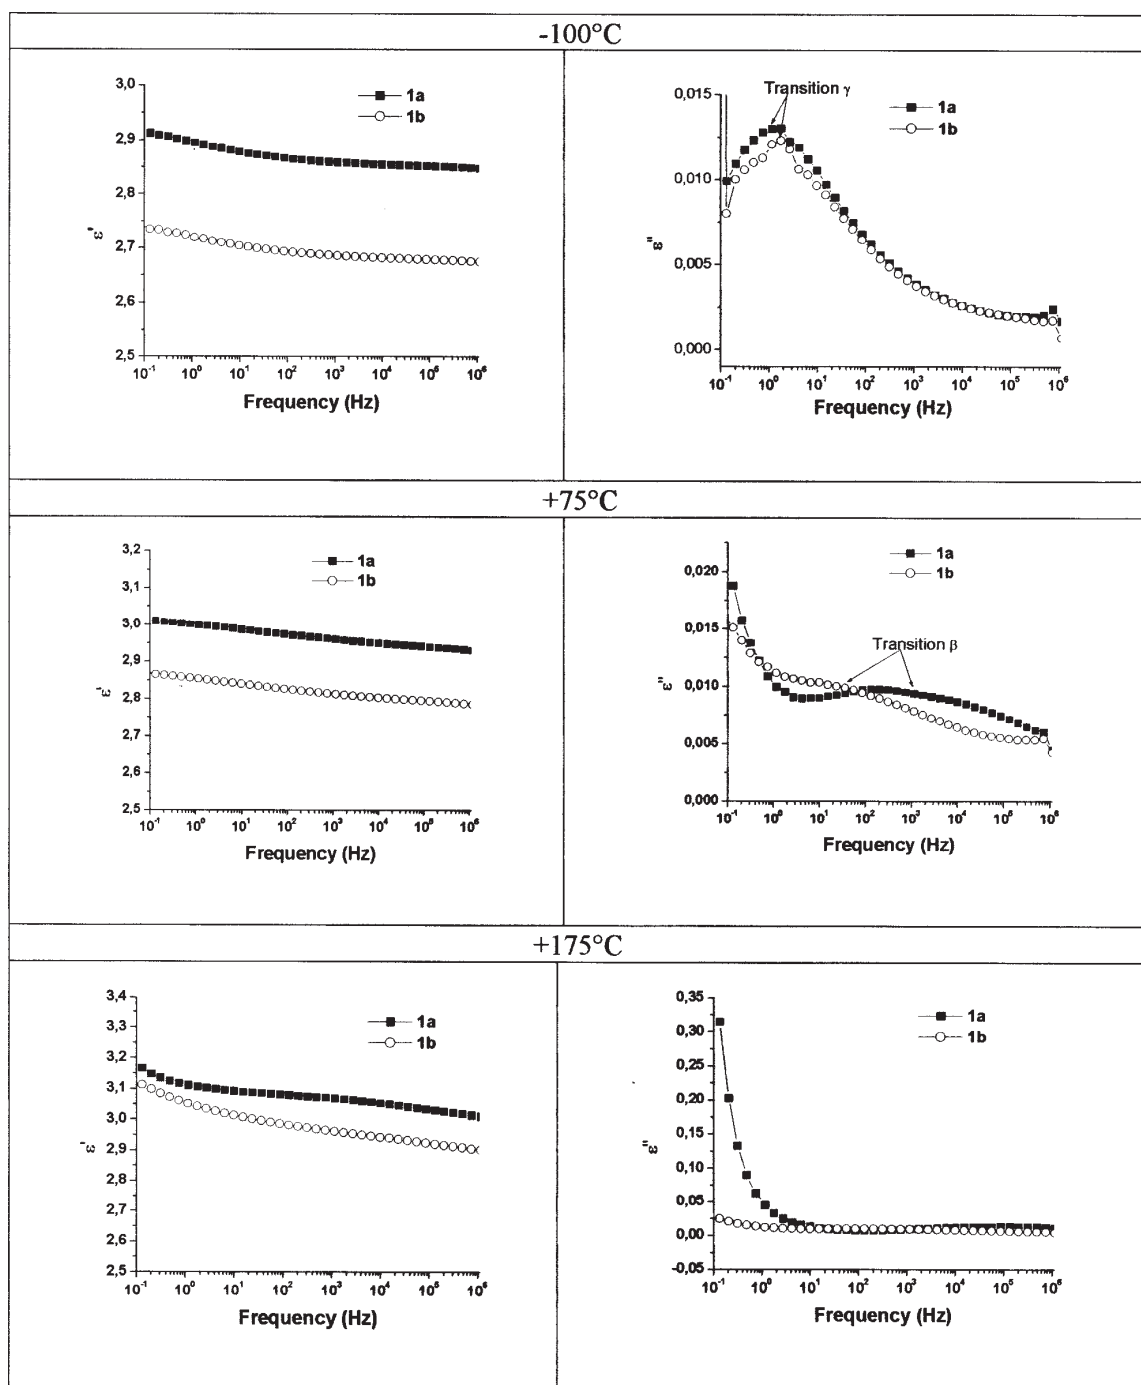 -100°C
3,0
2,9
2,8
ε'
2,7
2,6
2,5
1a
1b
10⁻¹ 10⁰ 10¹ 10² 10³ 10⁴ 10⁵ 10⁶
Frequency (Hz)
Transition γ
0,015
0,010
ε''
0,005
0,000
1a
1b
10⁻¹ 10⁰ 10¹ 10² 10³ 10⁴ 10⁵ 10⁶
Frequency (Hz)
+75°C
3,2
3,1
3,0
2,9
ε'
2,8
2,7
2,6
2,5
1a
1b
10⁻¹ 10⁰ 10¹ 10² 10³ 10⁴ 10⁵ 10⁶
Frequency (Hz)
0,020
0,015
ε''
0,010
0,005
0,000
1a
1b
Transition β
10⁻¹ 10⁰ 10¹ 10² 10³ 10⁴ 10⁵ 10⁶
Frequency (Hz)
+175°C
3,4
3,3
3,2
3,1
3,0
ε'
2,9
2,8
2,7
2,6
2,5
1a
1b
10⁻¹ 10⁰ 10¹ 10² 10³ 10⁴ 10⁵ 10⁶
Frequency (Hz)
0,35
0,30
0,25
0,20
0,15
ε''
0,10
0,05
0,00
-0,05
1a
1b
10⁻¹ 10⁰ 10¹ 10² 10³ 10⁴ 10⁵ 10⁶
Frequency (Hz)